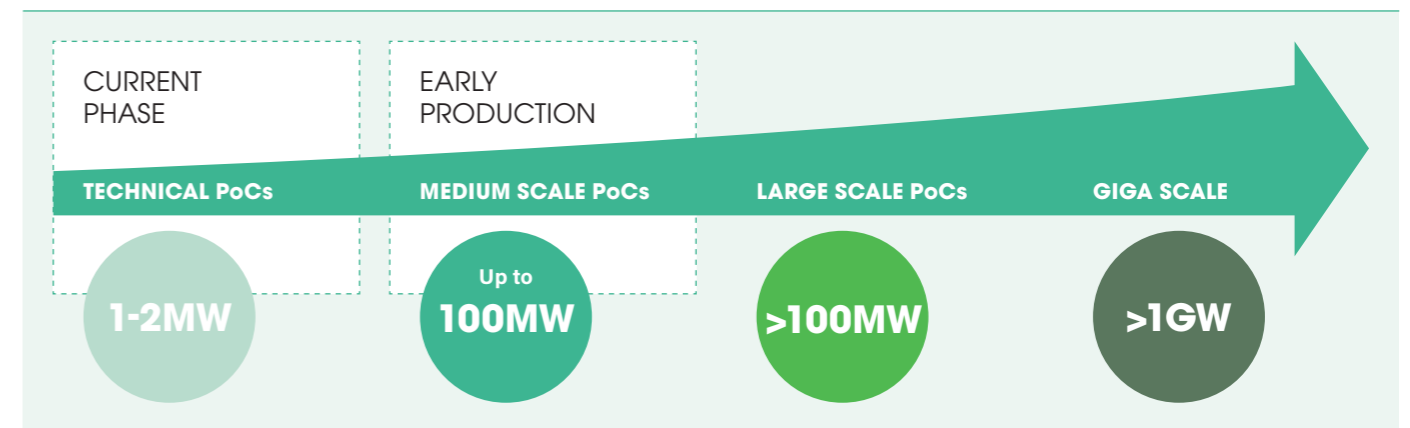 CURRENT
PHASE
EARLY
PRODUCTION
TECHNICAL PoCs
MEDIUM SCALE PoCs
LARGE SCALE PoCs
GIGA SCALE
1-2MW
Up to
100MW
>100MW
>1GW